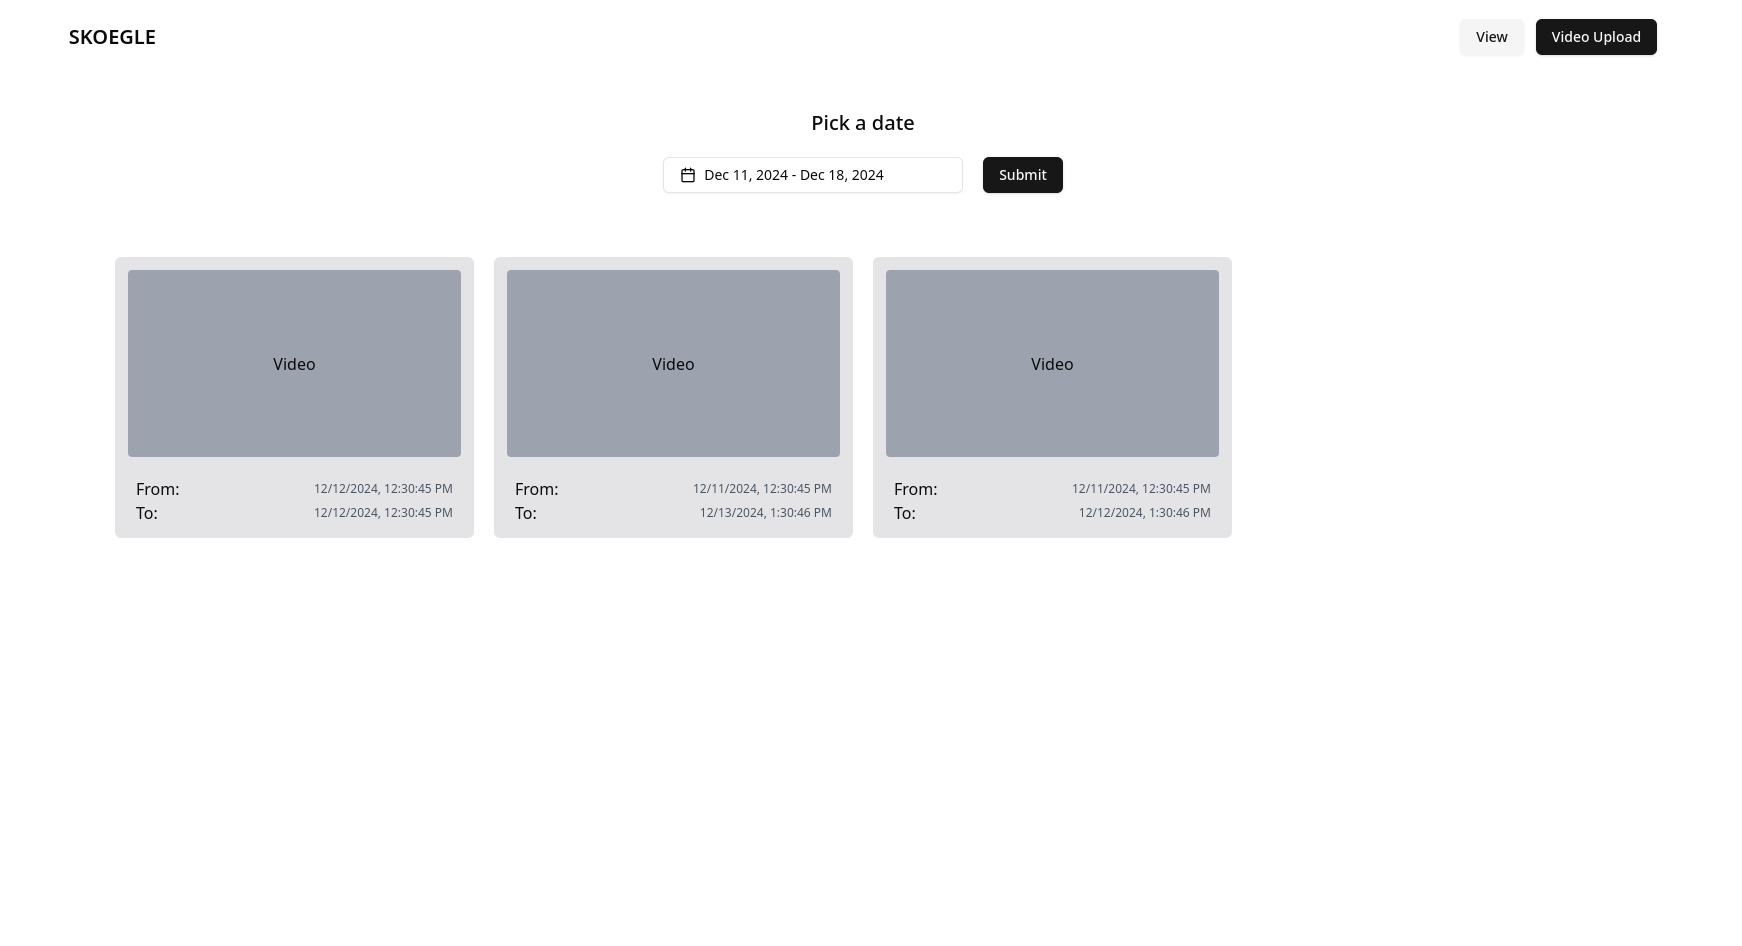 SKOEGLE
View
Video Upload
Pick a date
Dec 11, 2024 - Dec 18, 2024
Submit
Video
From: 12/12/2024, 12:30:45 PM
To: 12/12/2024, 12:30:45 PM
Video
From: 12/11/2024, 12:30:45 PM
To: 12/13/2024, 1:30:46 PM
Video
From: 12/11/2024, 12:30:45 PM
To: 12/12/2024, 1:30:46 PM